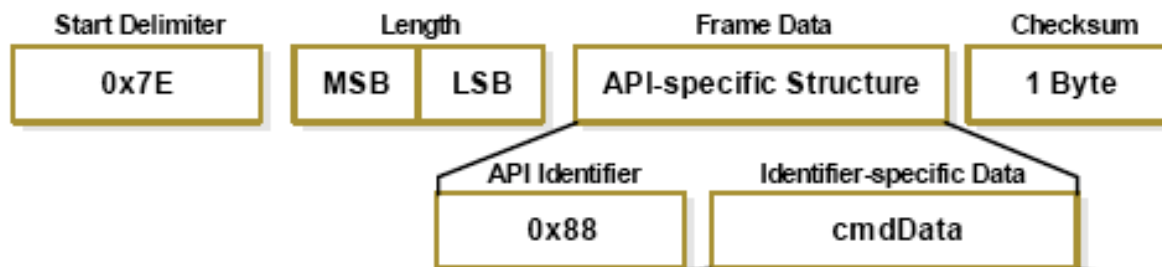 Start Delimiter Length Frame Data Checksum
0x7E MSB LSB API-specific Structure 1 Byte
API Identifier Identifier-specific Data
0x88 cmdData